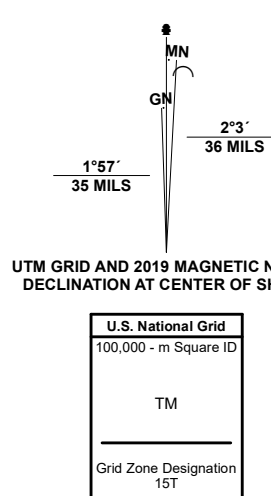 MN
GN
2°3´
36 MILS
1°57´
35 MILS
UTM GRID AND 2019 MAGNETIC
DECLINATION AT CENTER OF
U.S. National Grid
100,000 - m Square ID
TM
Grid Zone Designation
15T